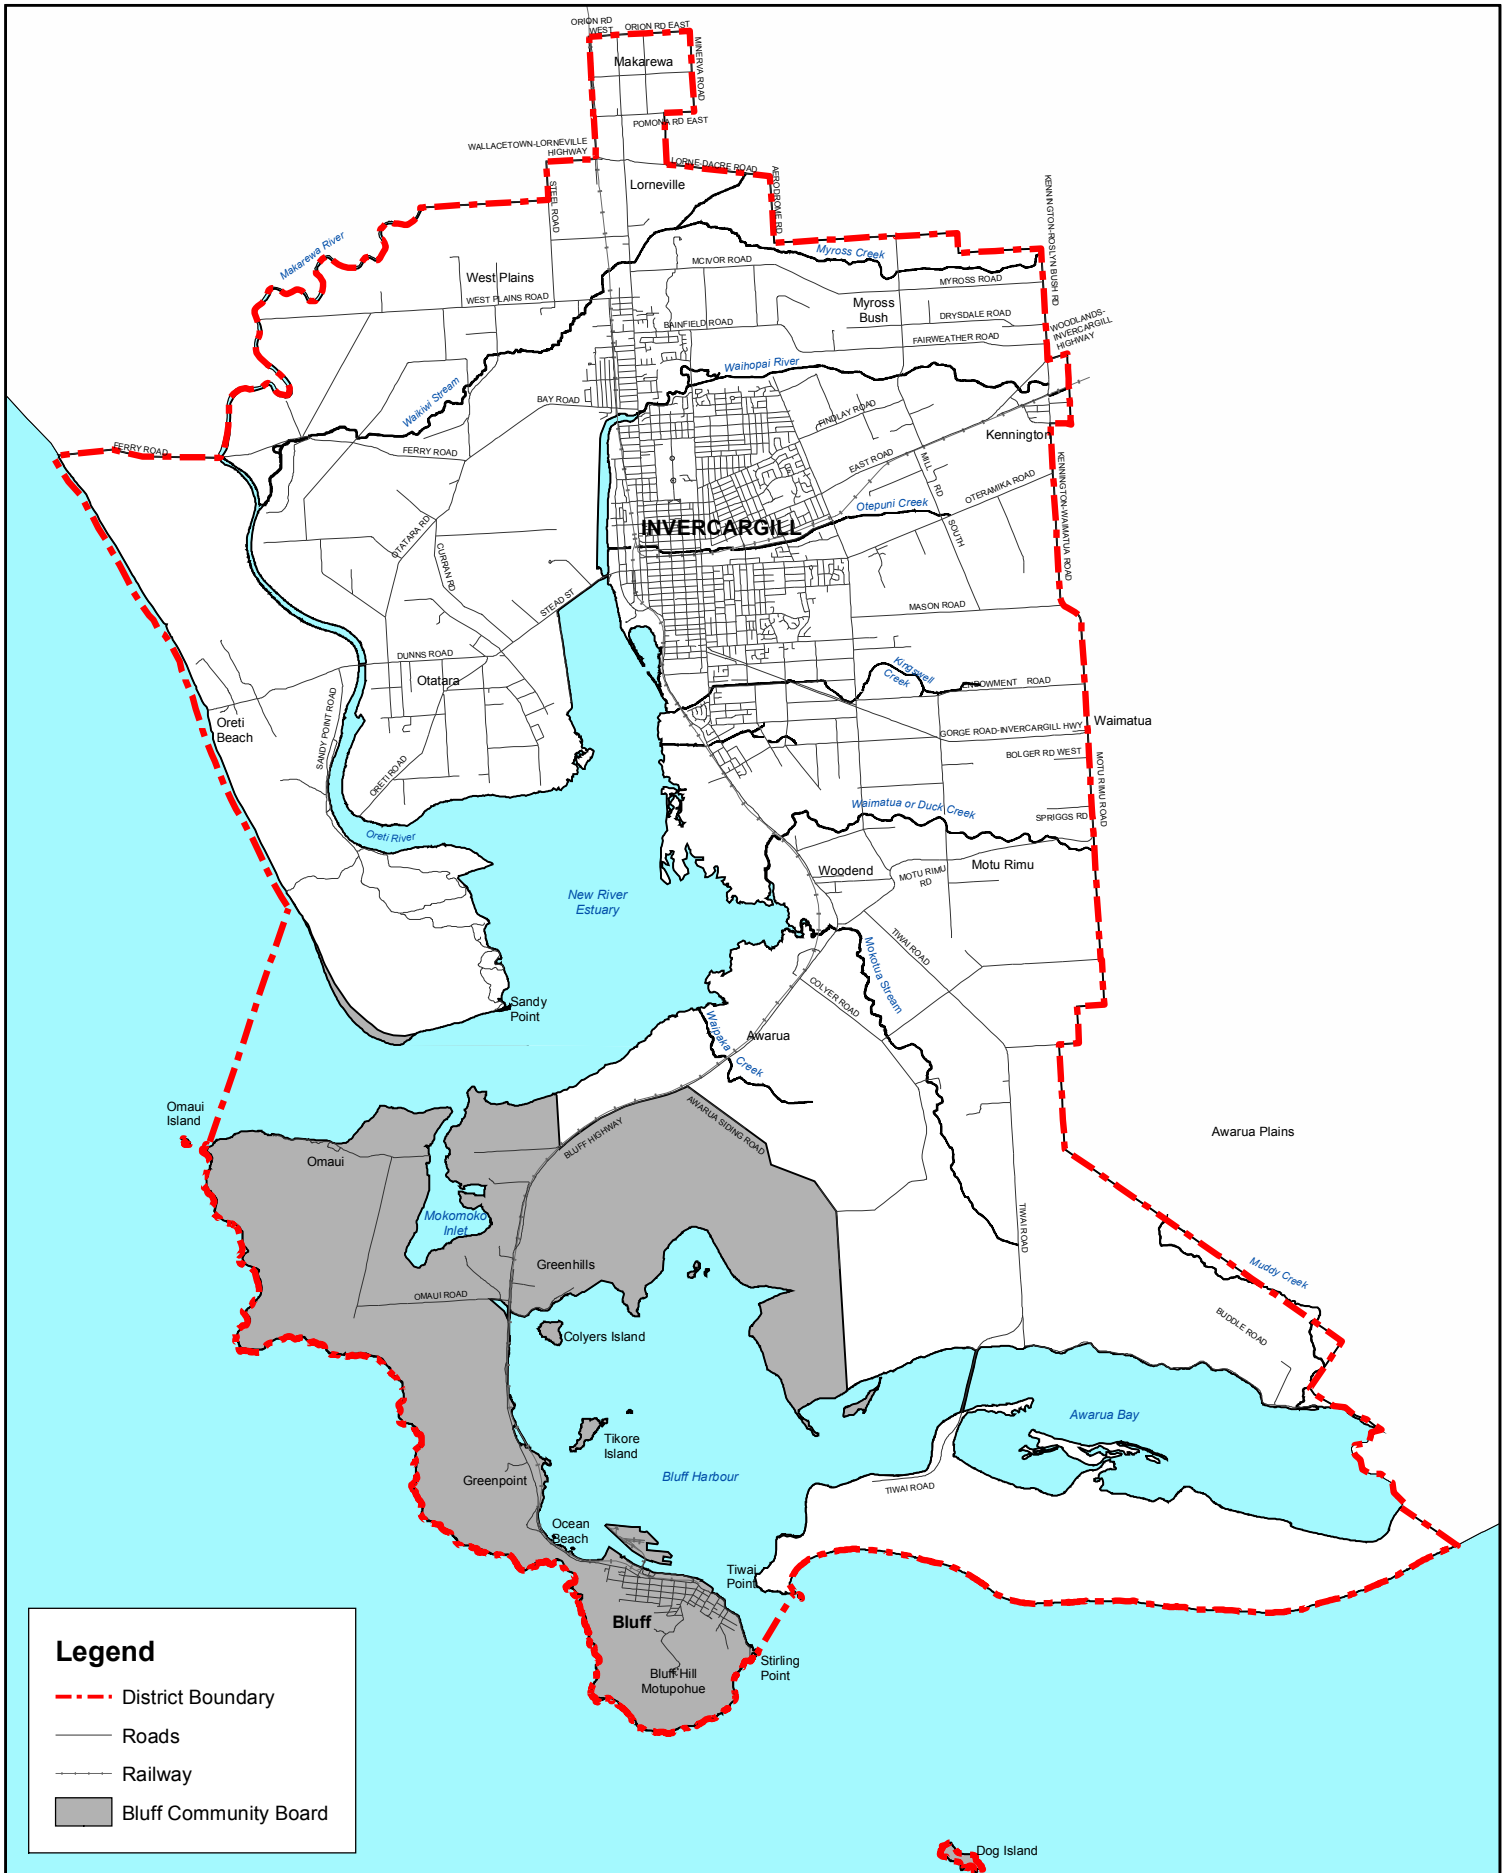 ORION RD
WEST
ORION RD EAST
Makarewa
MINERVA ROAD
POMONA RD EAST
WALLACETOWN-LORNEVILLE
HIGHWAY
LORNE-DACRE ROAD
STEEL ROAD
Lorneville
AERODROME RD
KENNINGTON-ROSLYN BUSH RD
Makarewa River
Myross Creek
West Plains
MCIVOR ROAD
MYROSS ROAD
WEST PLAINS ROAD
Myross
Bush
DRYSDALE ROAD
BAINFIELD ROAD
FAIRWEATHER ROAD
WOODLANDS-
INVERCARGILL
HIGHWAY
Waihopai River
Waikiwi Stream
BAY ROAD
FINDLAY ROAD
Kennington
FERRY ROAD
FERRY ROAD
EAST ROAD
MILL RD
SOUTH
OTERAMIKA ROAD
KENNINGTON-WAIMATUA ROAD
Otepuni Creek
INVERCARGILL
OTATARA RD
CURRAN RD
STEAD ST
MASON ROAD
DUNNS ROAD
Otatara
Kingswell
Creek
ENDOWMENT ROAD
SANDY POINT ROAD
Oreti
Beach
Waimatua
GORGE ROAD-INVERCARGILL HWY
BOLGER RD WEST
MOTU RIMU ROAD
ORETI ROAD
Waimatua or Duck Creek
SPRIGGS RD
Oreti River
Woodend
MOTU RIMU
RD
Motu Rimu
New River
Estuary
TIWAI ROAD
Mokotua Stream
COLYER ROAD
Sandy
Point
Waipaka
Creek
Awarua
Omaui
Island
AWARUA SIDING ROAD
BLUFF HIGHWAY
Awarua Plains
Omaui
Mokomoko
Inlet
TIWAI ROAD
Greenhills
Muddy Creek
OMAUI ROAD
BUDDLE ROAD
Colyers Island
Awarua Bay
Tikore
Island
Greenpoint
Bluff Harbour
TIWAI ROAD
Ocean
Beach
Tiwai
Point
Bluff
Stirling
Point
Bluff Hill
Motupohue
Legend
District Boundary
Roads
Railway
Bluff Community Board
Dog Island